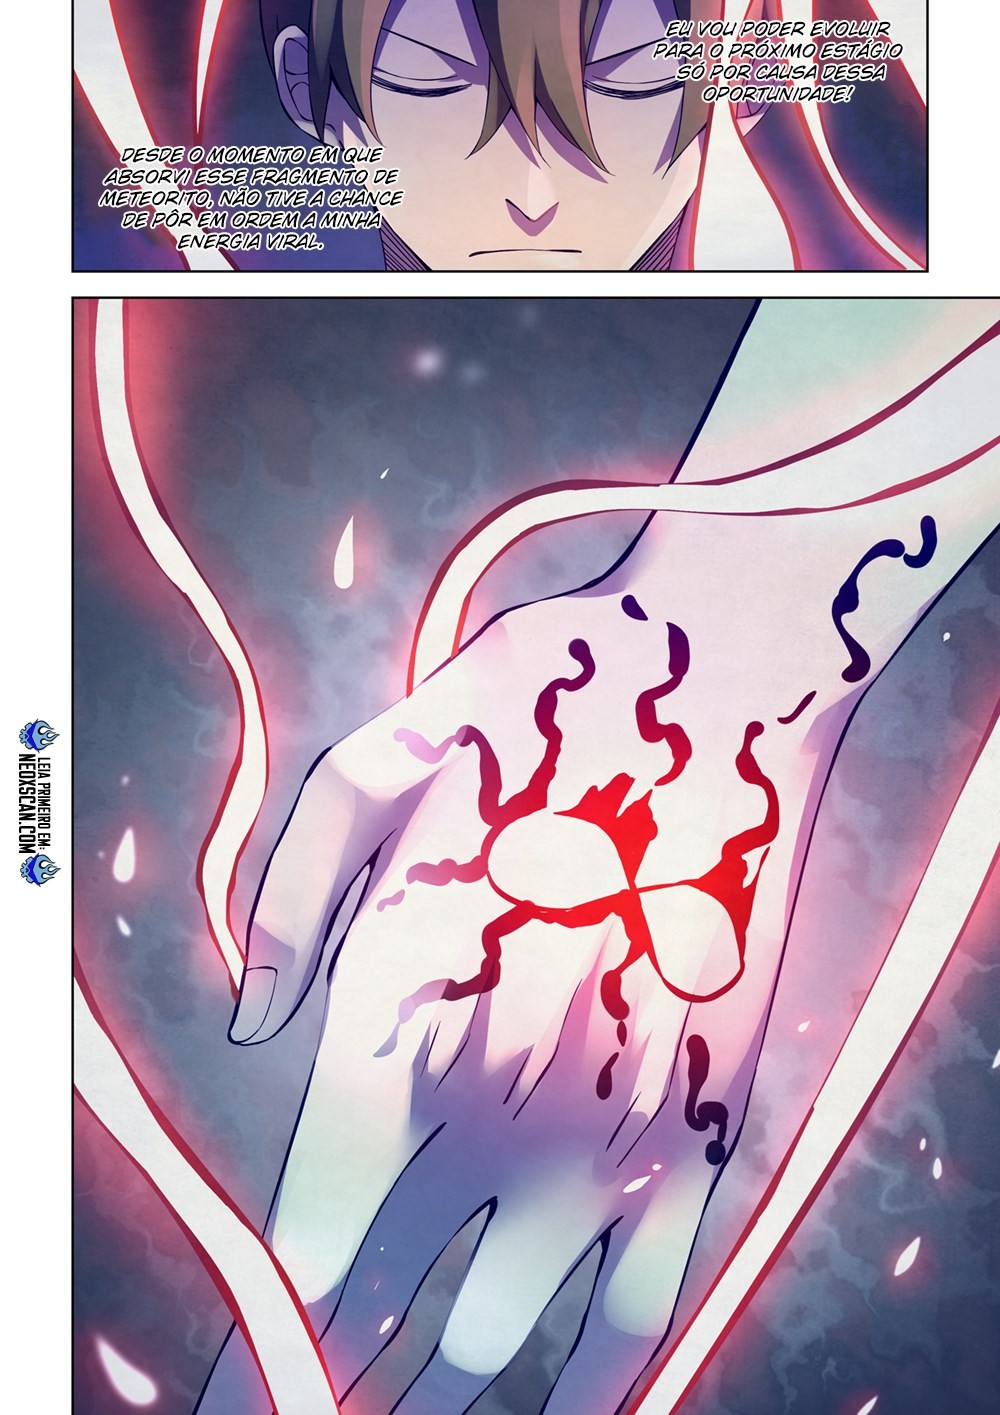 EU VOU PODER EVOLUIR
PARA O PRÓXIMO ESTÁGIO
SÓ POR CAUSA DESSA
OPORTUNIDADE!
DESDE O MOMENTO EM QUE
ABSORVI ESSE FRAGMENTO DE
METEORITO, NÃO TIVE A CHANCE
DE PÔR EM ORDEM A MINHA
ENERGIA VIRAL.
LEIA PRIMEIRO EM:
NEOXSCAN.COM